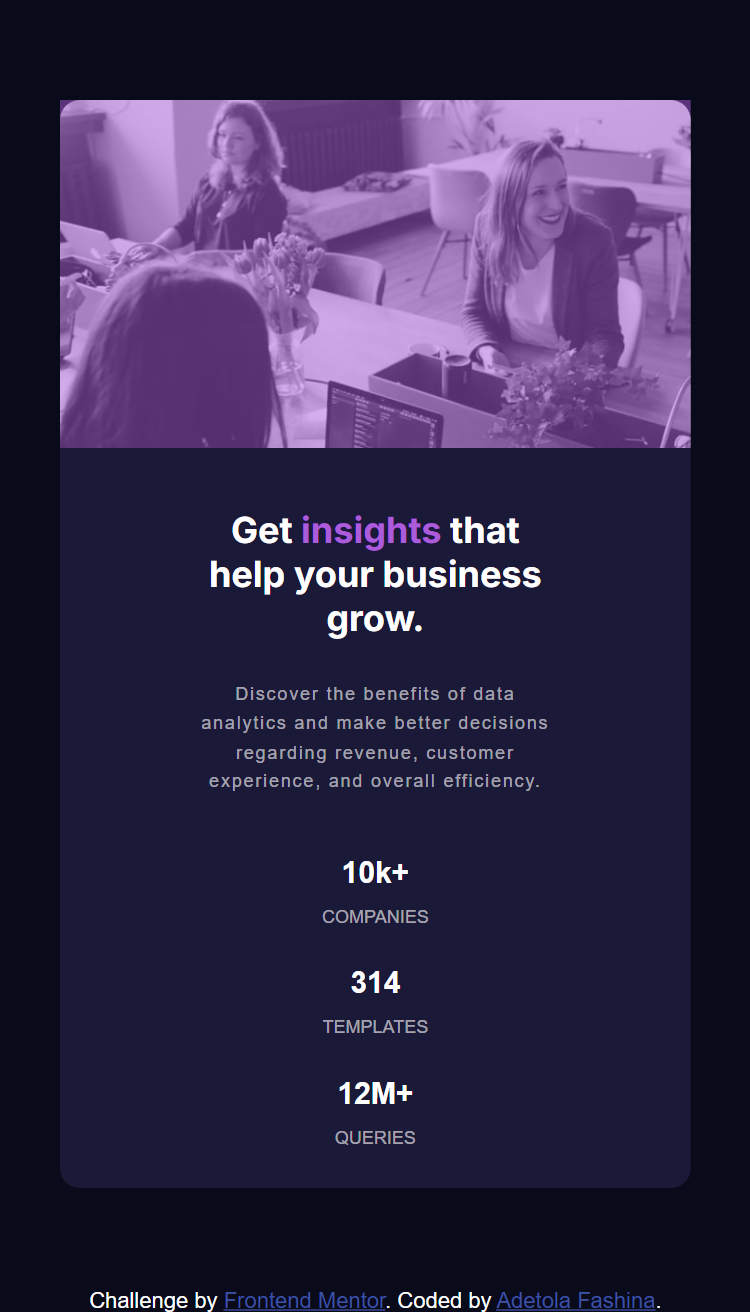 Get insights that
help your business
grow.
Discover the benefits of data
analytics and make better decisions
regarding revenue, customer
experience, and overall efficiency.
10k+
COMPANIES
314
TEMPLATES
12M+
QUERIES
Challenge by Frontend Mentor. Coded by Adetola Fashina.